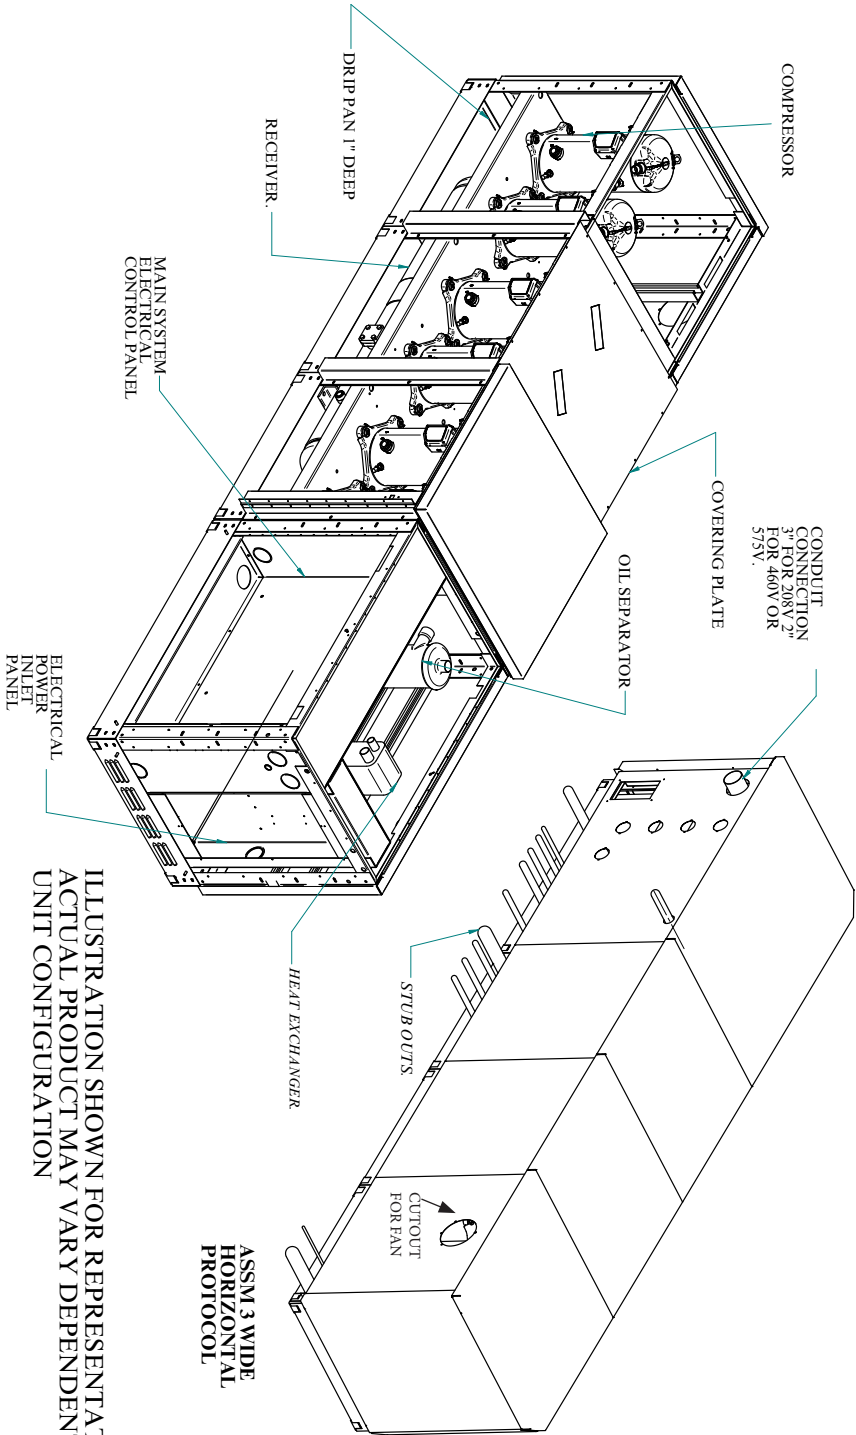 COMPRESSOR
DRIP PAN 1" DEEP
RECEIVER.
MAIN SYSTEM
ELECTRICAL
CONTROL PANEL
COVERING PLATE
CONDUIT
CONNECTION
3" FOR 208V 2"
FOR 460V OR
575V.
OIL SEPARATOR
ELECTRICAL
POWER
INLET
PANEL
HEAT EXCHANGER
STUB OUTS.
CUTOUT
FOR FAN
ASSM 3 WIDE
HORIZONTAL
PROTOCOL
ILLUSTRATION SHOWN FOR REPRESENTAT
ACTUAL PRODUCT MAY VARY DEPENDENT
UNIT CONFIGURATION